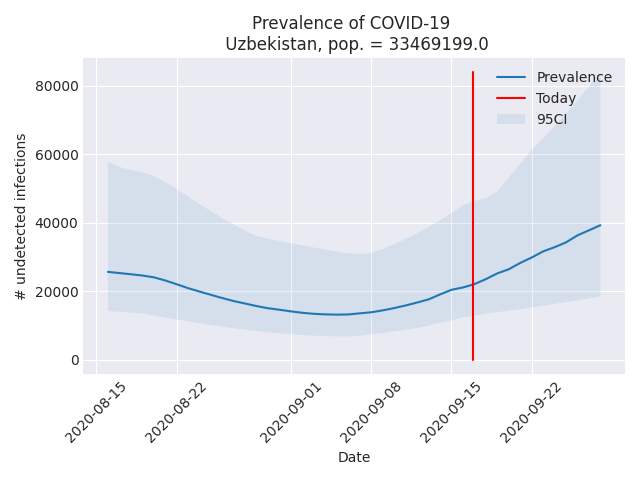 Prevalence of COVID-19
Uzbekistan, pop. = 33469199.0
Prevalence
Today
95CI
80000
60000
40000
20000
0
# undetected infections
2020-08-15
2020-08-22
2020-09-01
2020-09-08
2020-09-15
2020-09-22
Date